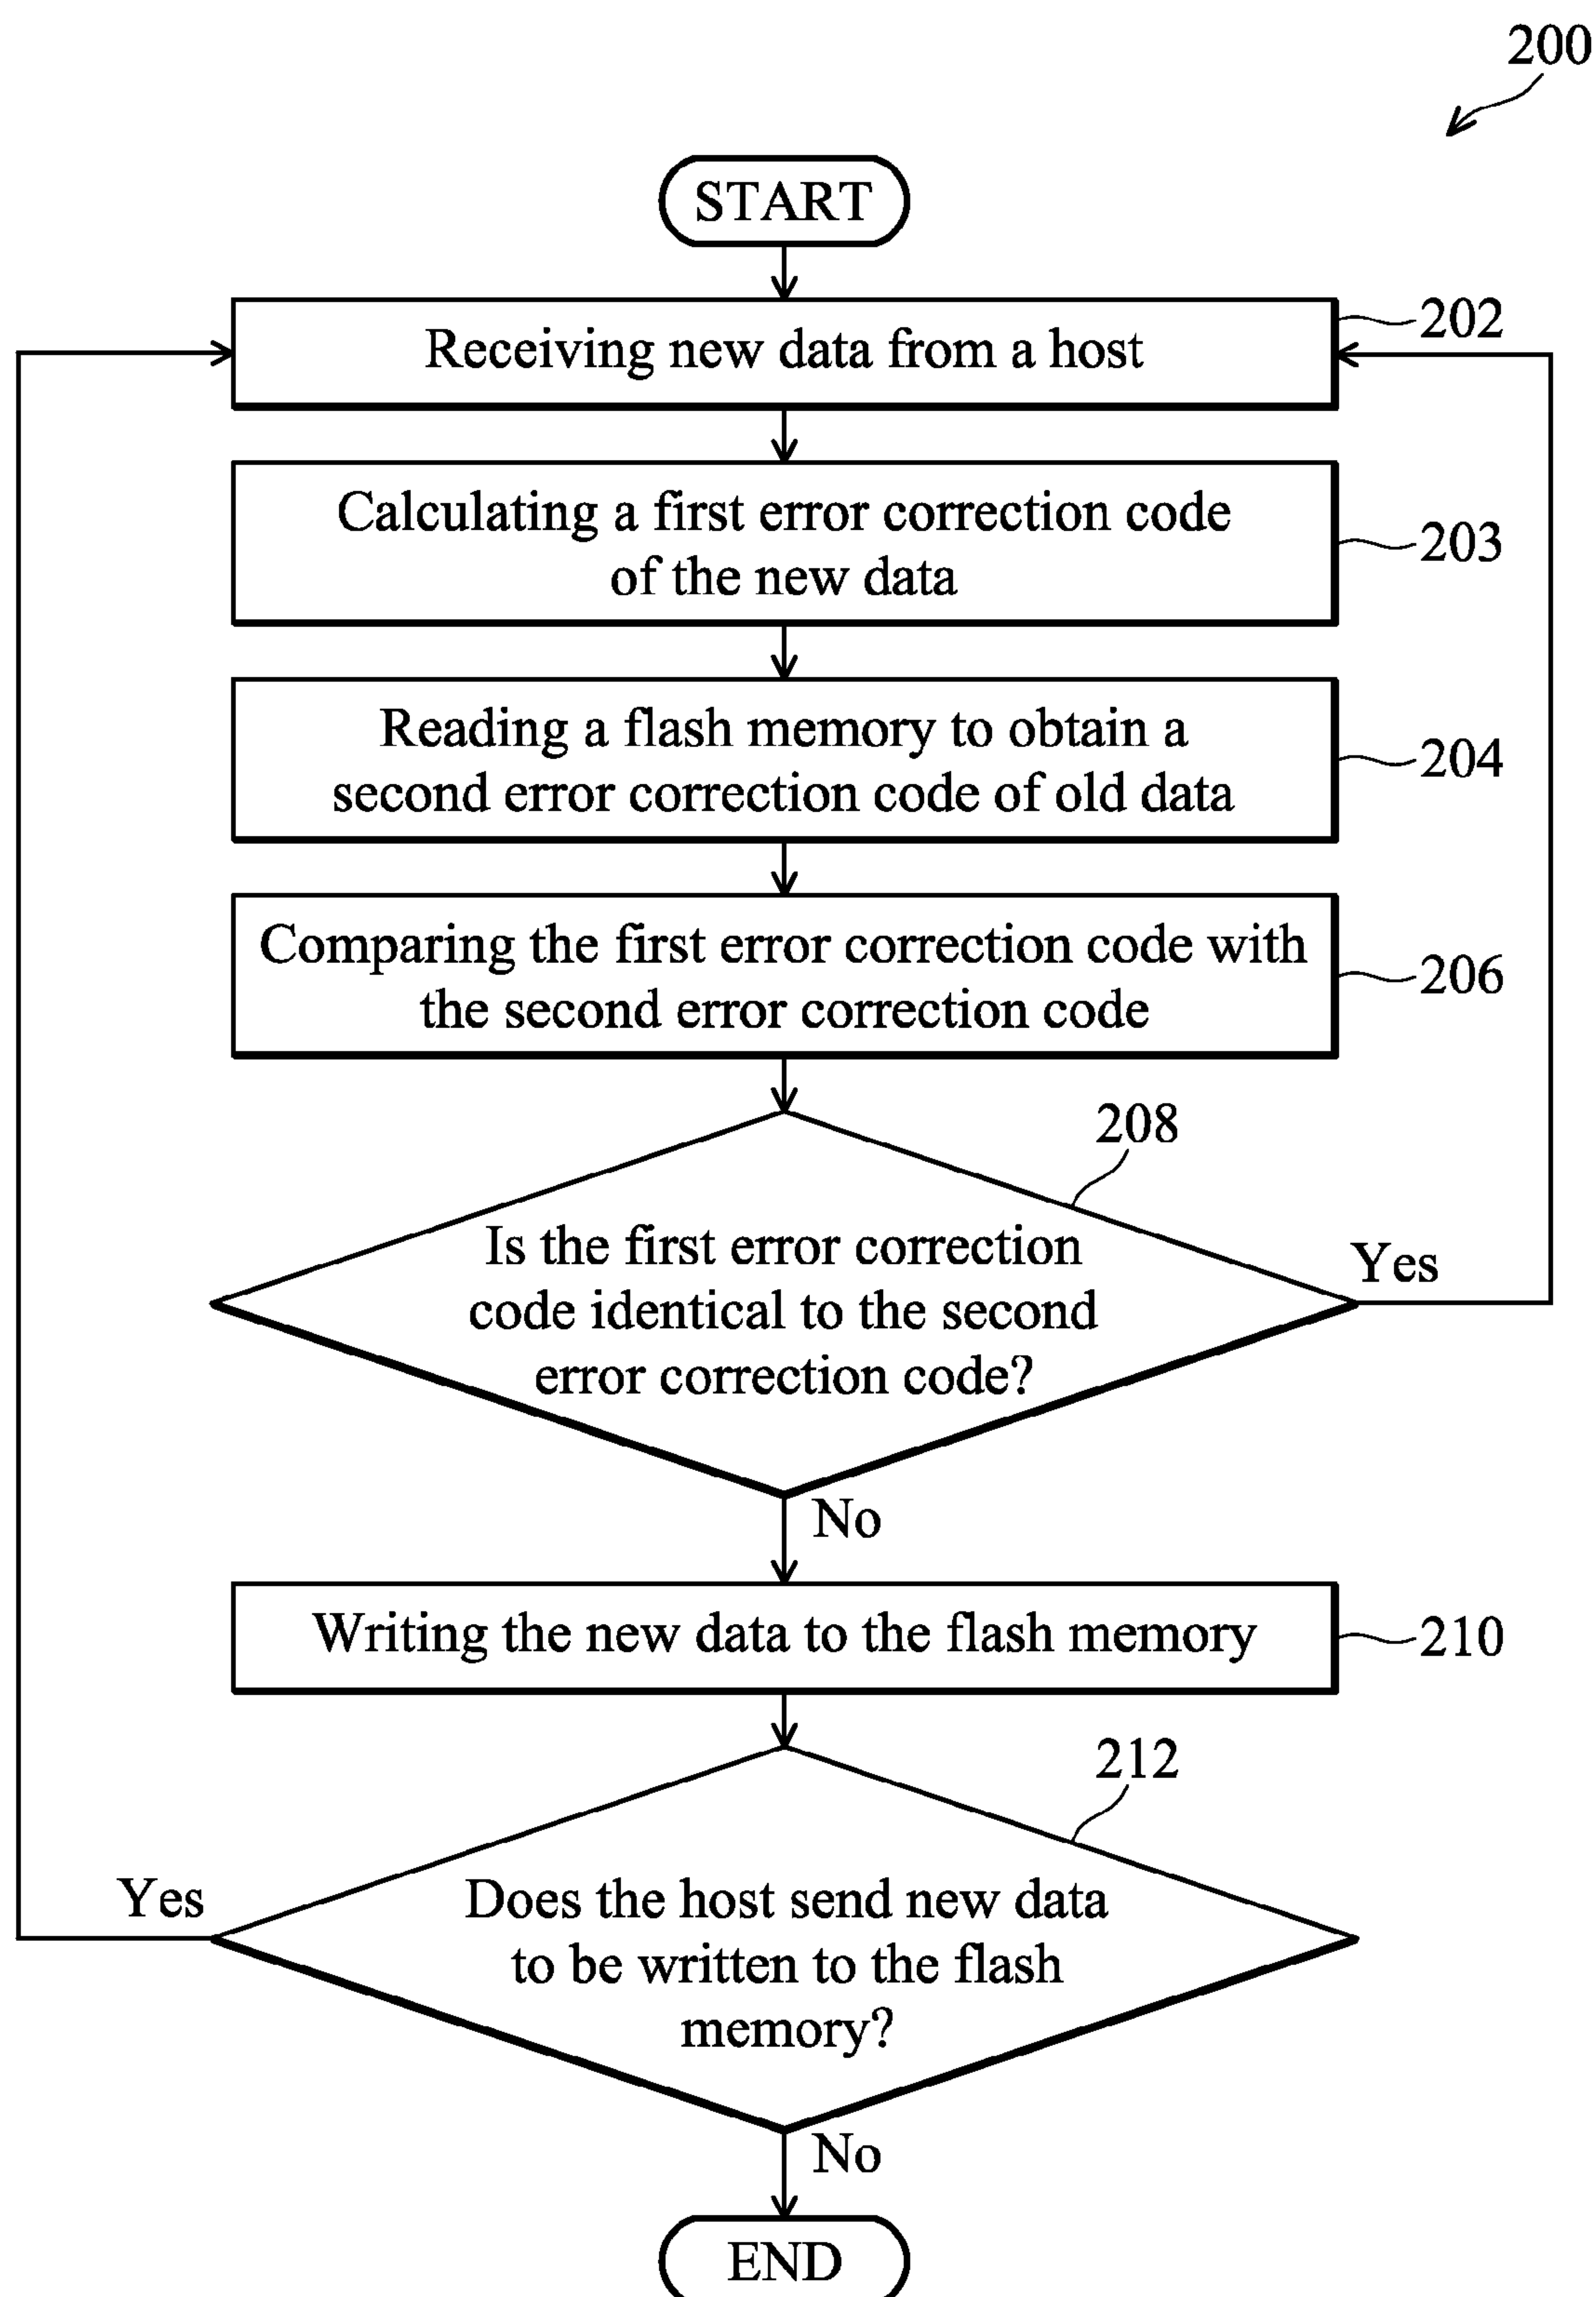 200
START
Receiving new data from a host
202
Calculating a first error correction code
of the new data
203
Reading a flash memory to obtain a
second error correction code of old data
204
Comparing the first error correction code with
the second error correction code
206
208
Is the first error correction
code identical to the second
error correction code?
Yes
No
Writing the new data to the flash memory
210
212
Does the host send new data
to be written to the flash
memory?
Yes
No
END